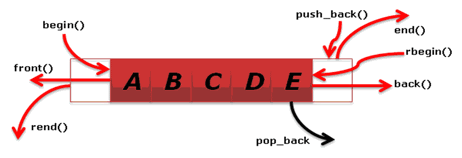 push_back()
begin()
end()
rbegin()
front()
A B C D E
back()
rend()
pop_back